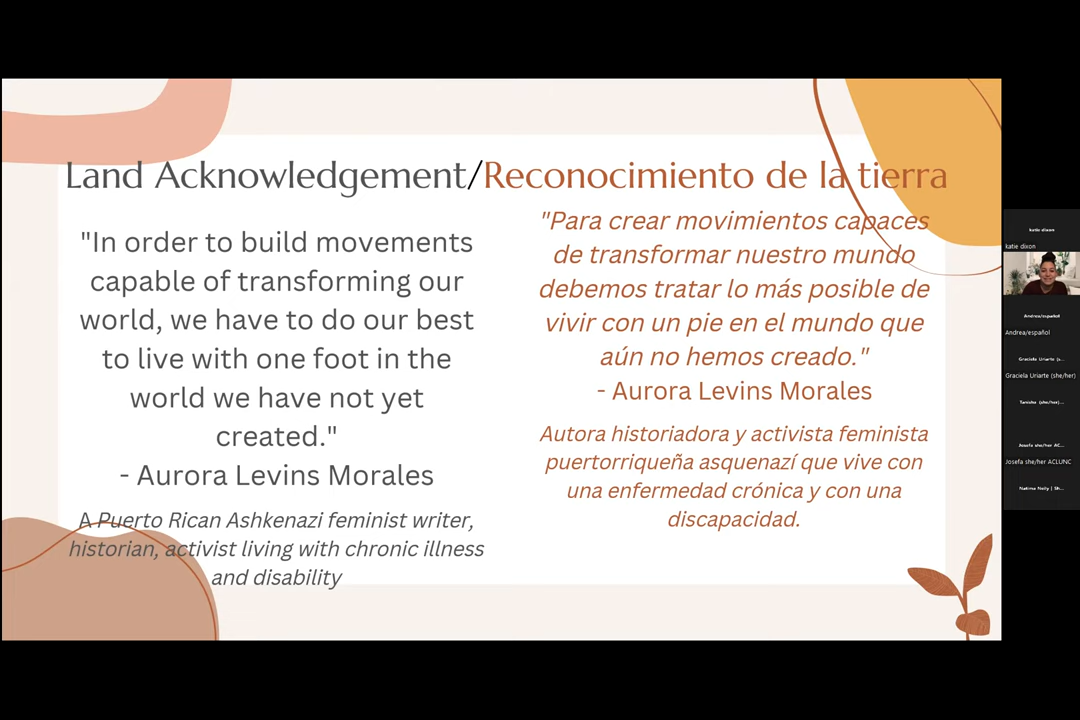 Land Acknowledgement/Reconocimiento de la tierra
"In order to build movements
capable of transforming our
world, we have to do our best
to live with one foot in the
world we have not yet
created."
- Aurora Levins Morales
A Puerto Rican Ashkenazi feminist writer,
historian, activist living with chronic illness
and disability
"Para crear movimientos capaces
de transformar nuestro mundo
debemos tratar lo más posible de
vivir con un pie en el mundo que
aún no hemos creado."
- Aurora Levins Morales
Autora historiadora y activista feminista
puertorriqueña asquenazí que vive con
una enfermedad crónica y con una
discapacidad.
katie dixon
katie dixon
Andrea/español
Andrea/español
Graciela Uriarte (s...
Graciela Uriarte (she/her)
(she/her)...
Josefa she/her AC...
Josefa she/her ACLUNC